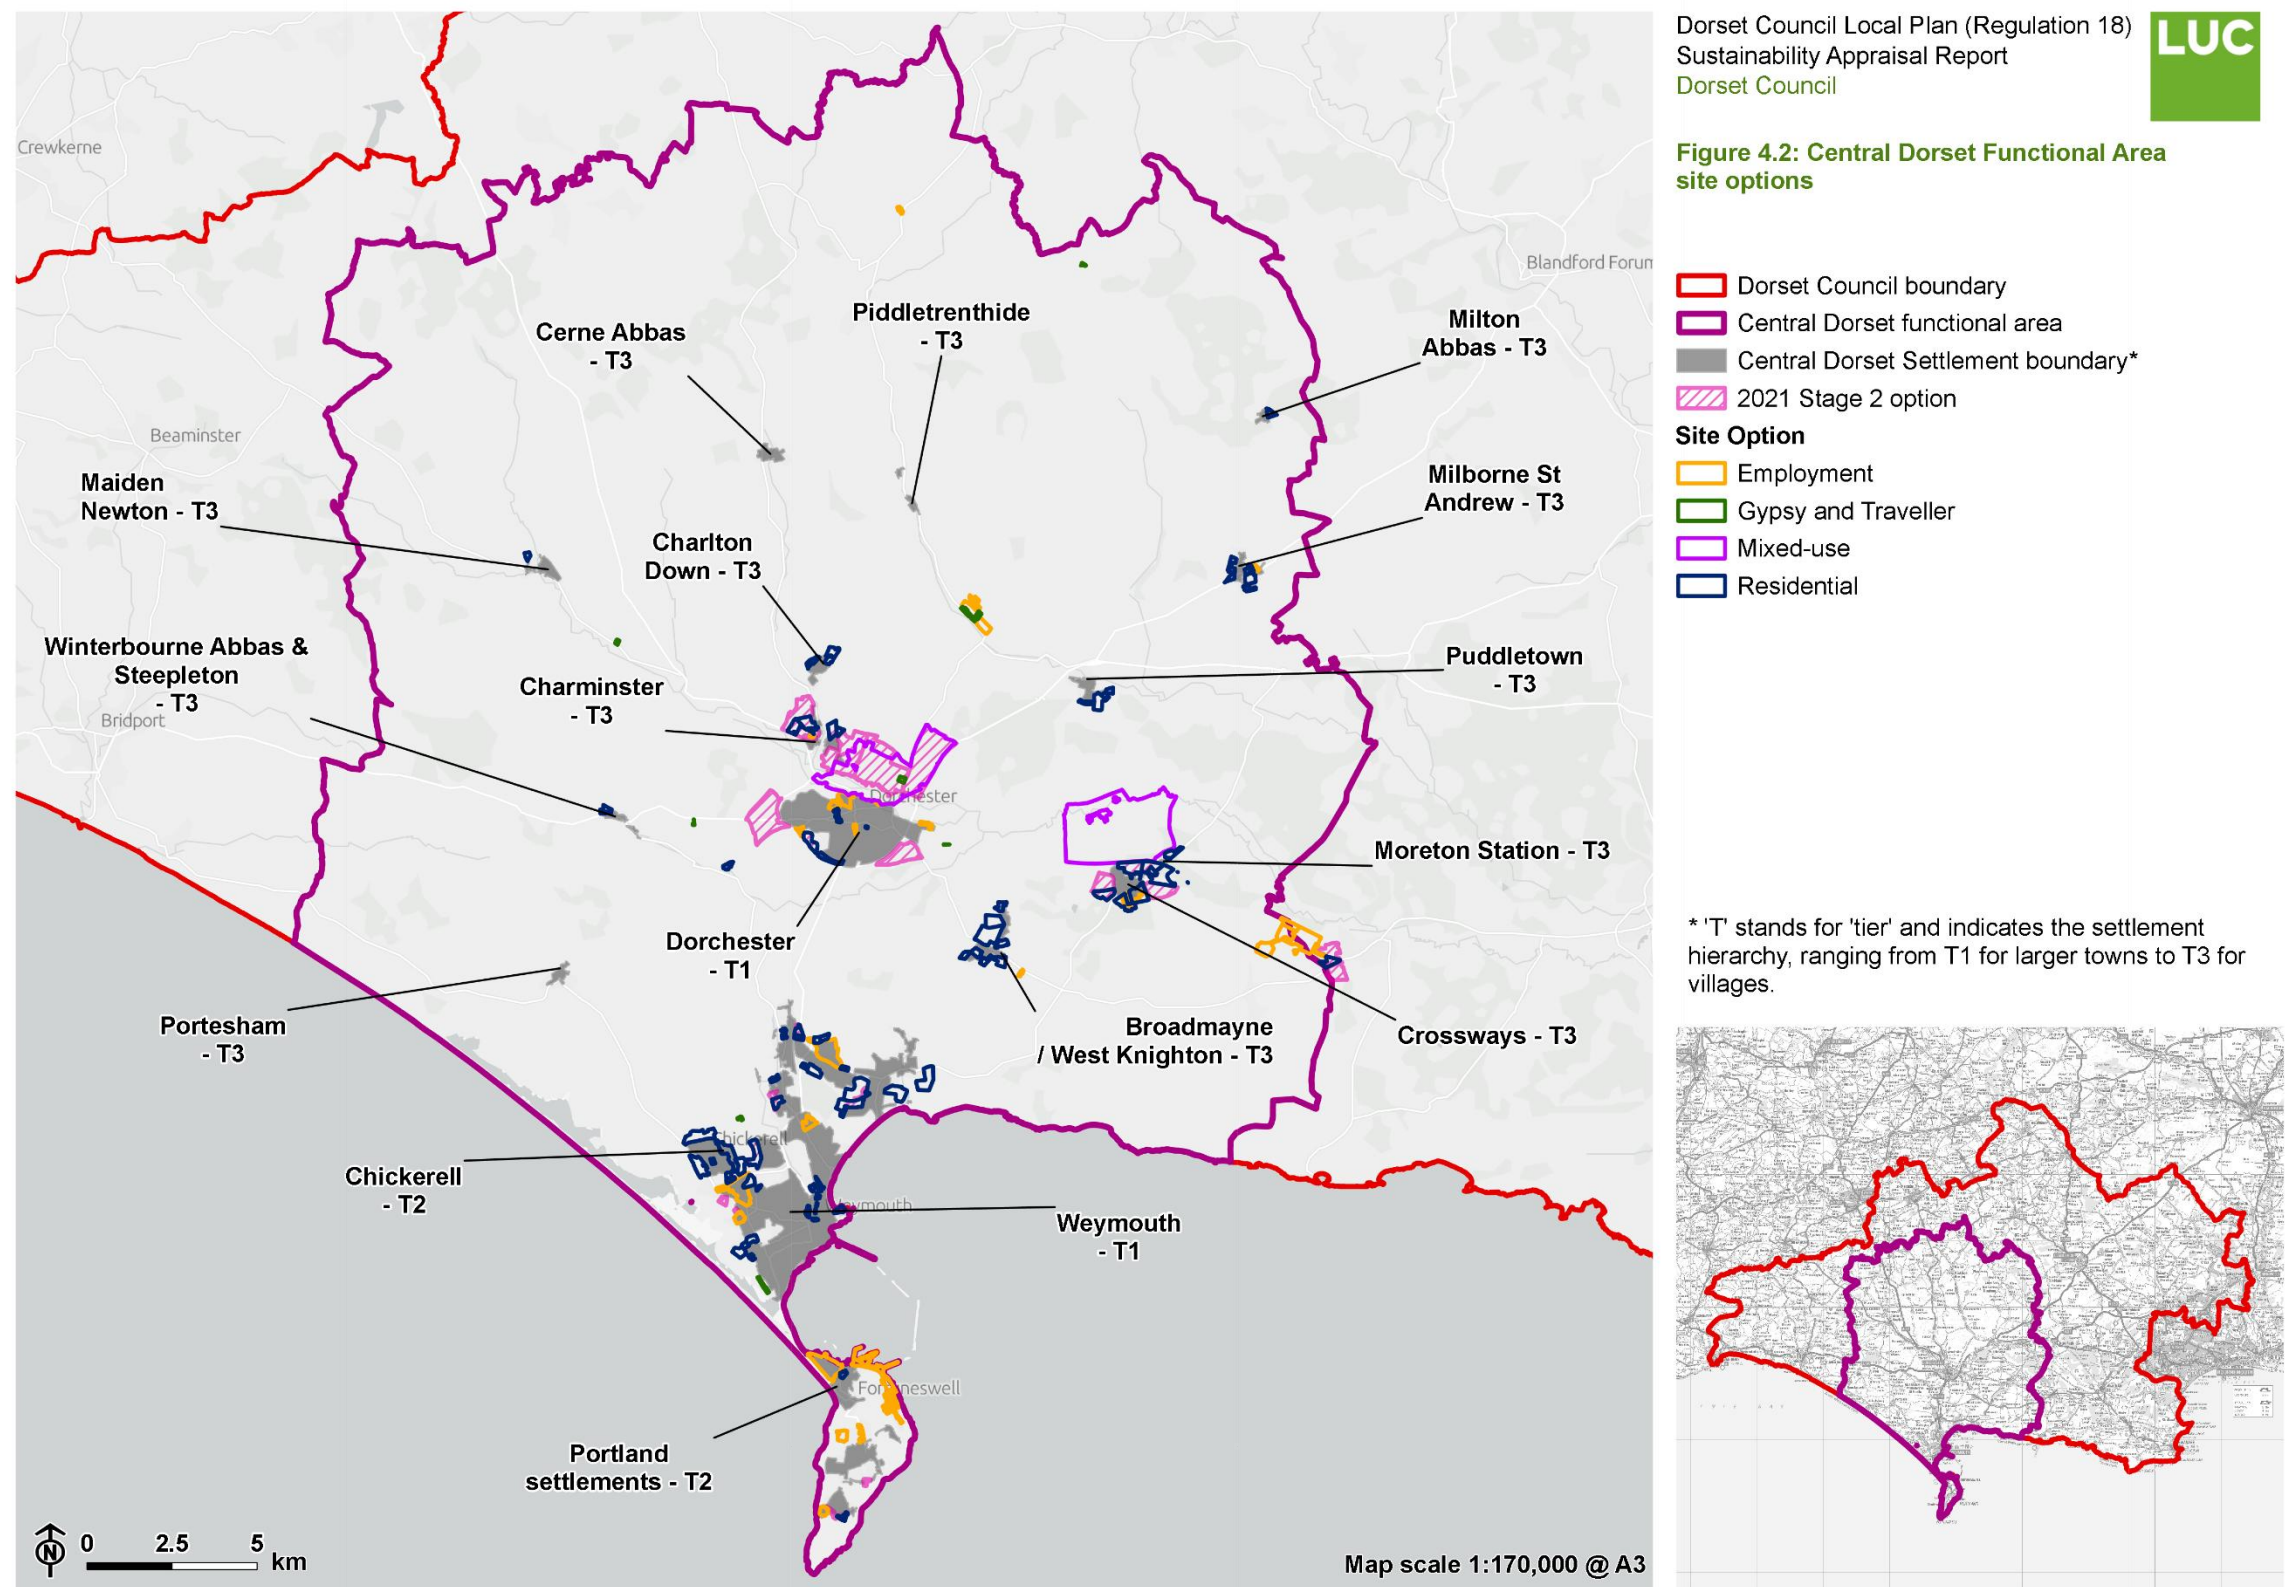 Dorset Council Local Plan (Regulation 18)
Sustainability Appraisal Report
Dorset Council
LUC
Figure 4.2: Central Dorset Functional Area
site options
Dorset Council boundary
Central Dorset functional area
Central Dorset Settlement boundary*
2021 Stage 2 option
Site Option
Employment
Gypsy and Traveller
Mixed-use
Residential
* 'T' stands for 'tier' and indicates the settlement
hierarchy, ranging from T1 for larger towns to T3 for
villages.
Crewkerne
Blandford Forum
Piddletrenthide
- T3
Cerne Abbas
- T3
Milton
Abbas - T3
Beaminster
Maiden
Newton - T3
Milborne St
Andrew - T3
Charlton
Down - T3
Winterbourne Abbas &
Steepleton
- T3
Puddletown
- T3
Charminster
- T3
Bridport
Dorchester
Moreton Station - T3
Dorchester
- T1
Portesham
- T3
Broadmayne
/ West Knighton - T3
Crossways - T3
Chickerell
Chickerell
- T2
Weymouth
Weymouth
- T1
Fortuneswell
Portland
settlements - T2
N
0 2.5 5
km
Map scale 1:170,000 @ A3